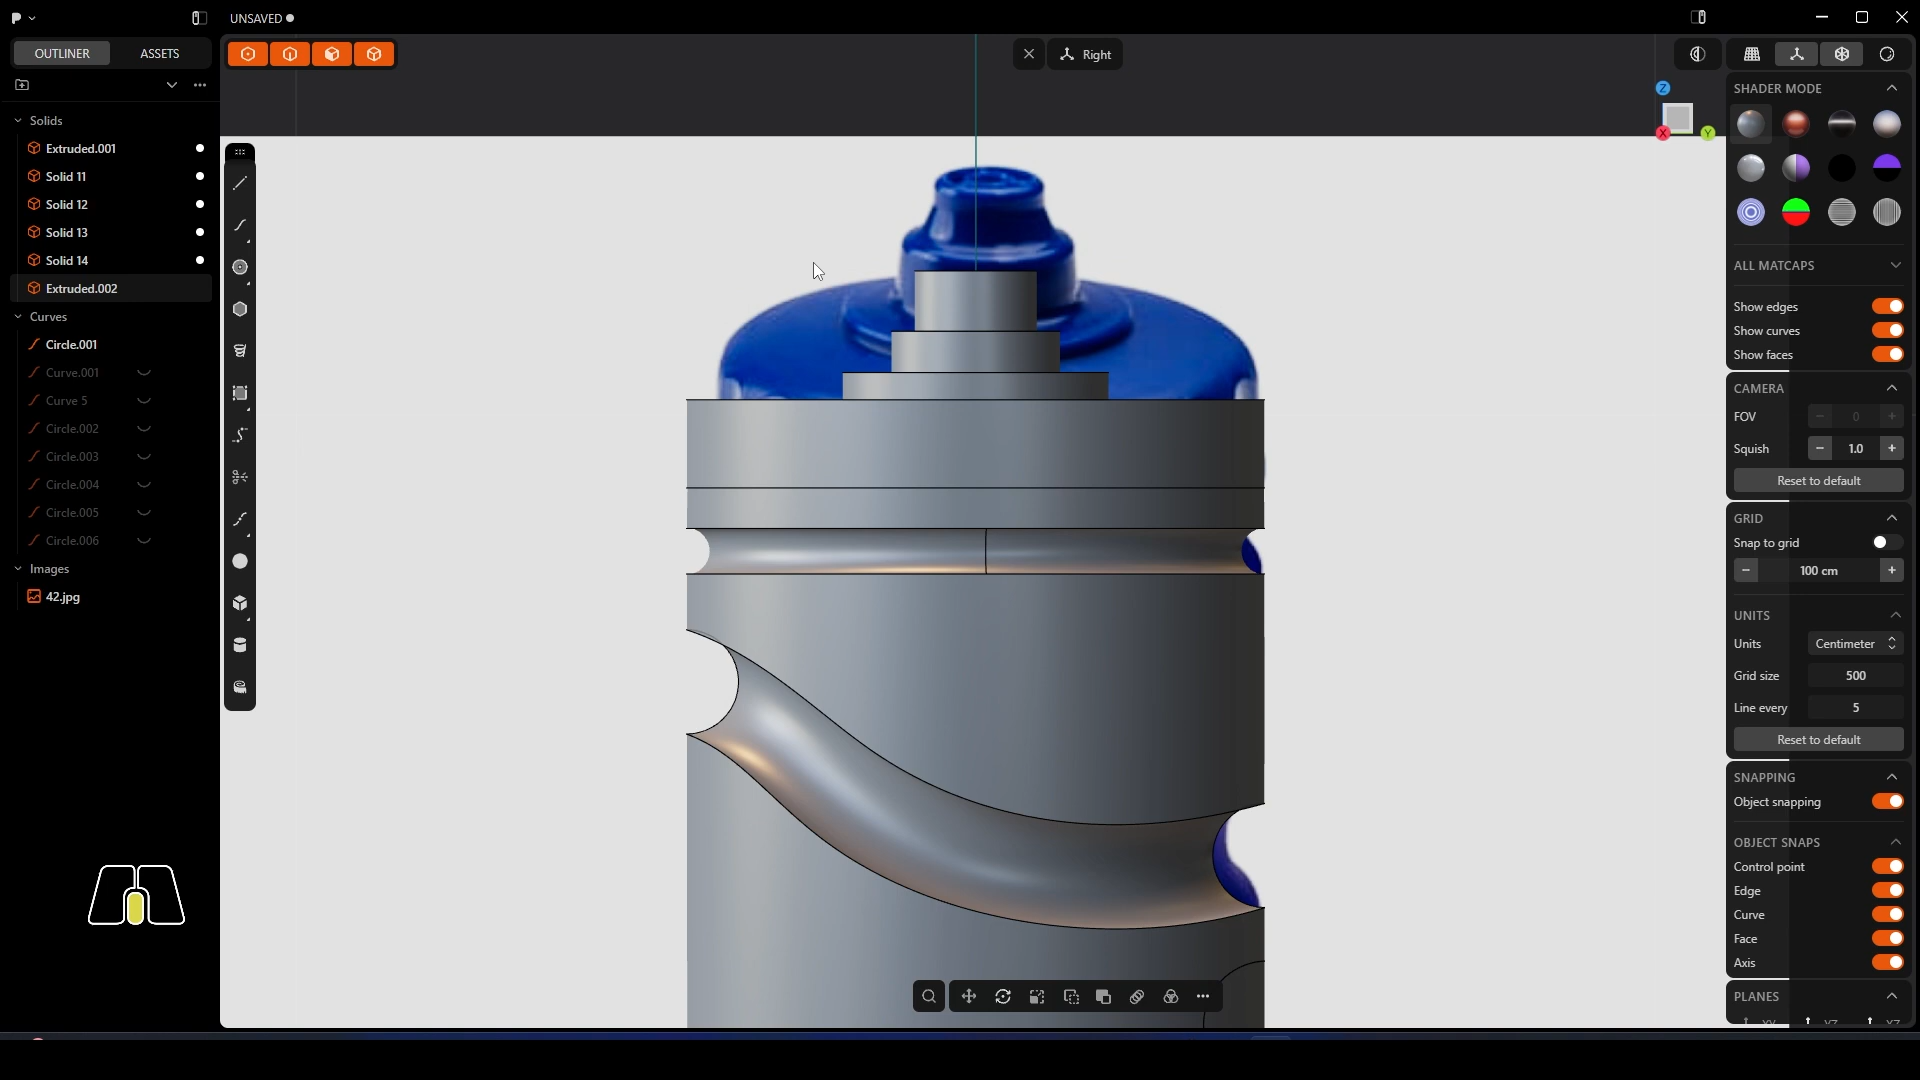 UNSAVED
OUTLINER
ASSETS
Solids
Extruded.001
Solid 11
Solid 12
Solid 13
Solid 14
Extruded.002
Curves
Circle.001
Curve.001
Curve 5
Circle.002
Circle.003
Circle.004
Circle.005
Circle.006
Images
42.jpg
Right
Z
X
Y
SHADER MODE
ALL MATCAPS
Show edges
Show curves
Show faces
CAMERA
FOV
0
Squish
1.0
Reset to default
GRID
Snap to grid
100 cm
UNITS
Units
Centimeter
Grid size
500
Line every
5
Reset to default
SNAPPING
Object snapping
OBJECT SNAPS
Control point
Edge
Curve
Face
Axis
PLANES
XY
YZ
XZ